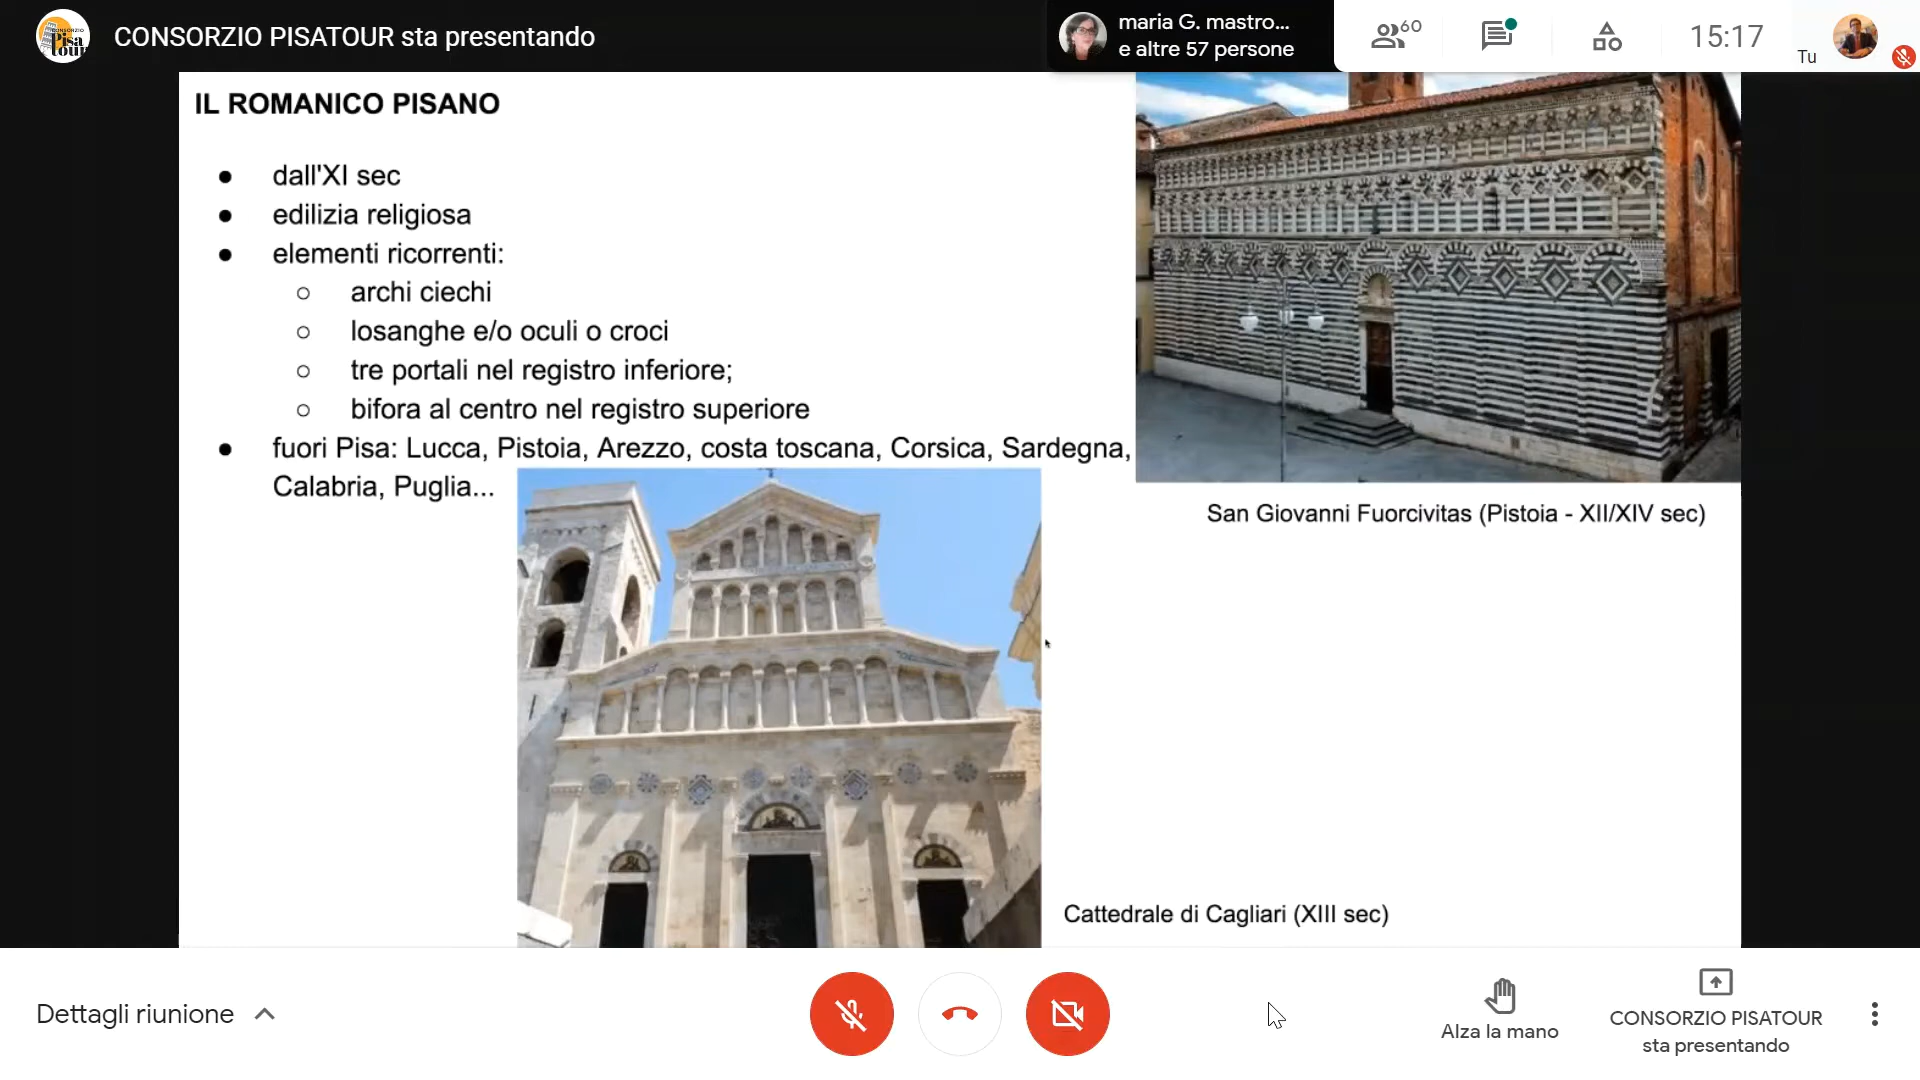 CONSORZIO PISATOUR sta presentando
maria G. mastro...
e altre 57 persone
60
15:17
Tu
CONSORZIO
Pisa
tour
IL ROMANICO PISANO
dall'XI sec
edilizia religiosa
elementi ricorrenti:
archi ciechi
losanghe e/o oculi o croci
tre portali nel registro inferiore;
bifora al centro nel registro superiore
fuori Pisa: Lucca, Pistoia, Arezzo, costa toscana, Corsica, Sardegna,
Calabria, Puglia...
San Giovanni Fuorcivitas (Pistoia - XII/XIV sec)
Cattedrale di Cagliari (XIII sec)
Dettagli riunione
Alza la mano
CONSORZIO PISATOUR
sta presentando